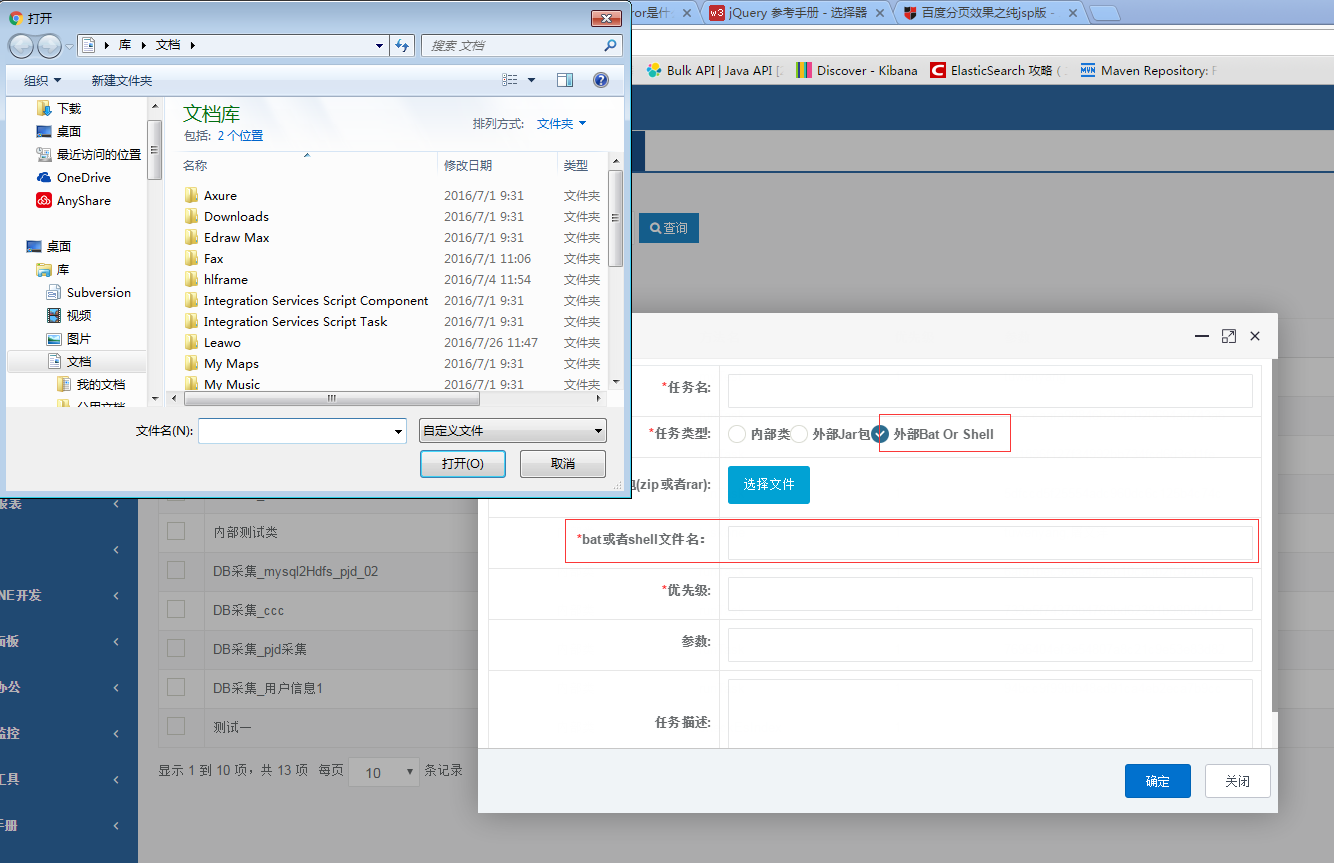 打开
ror是什
jQuery 参考手册 - 选择器
百度分页效果之纯jsp版 -
库 文档
搜索 文档
Bulk API | Java API [
Discover - Kibana
ElasticSearch 攻略 (
Maven Repository:
组织
新建文件夹
下载
桌面
最近访问的位置
OneDrive
AnyShare
桌面
库
Subversion
视频
图片
文档
我的文档
公用文档
文档库
包括: 2 个位置
排列方式: 文件夹
名称 修改日期 类型
Axure 2016/7/1 9:31 文件夹
Downloads 2016/7/1 9:31 文件夹
Edraw Max 2016/7/1 9:31 文件夹
Fax 2016/7/1 11:06 文件夹
hlframe 2016/7/4 11:54 文件夹
Integration Services Script Component 2016/7/1 9:31 文件夹
Integration Services Script Task 2016/7/1 9:31 文件夹
Leawo 2016/7/26 11:47 文件夹
My Maps 2016/7/1 9:31 文件夹
My Music 2016/7/1 9:31 文件夹
文件名(N):
自定义文件
打开(O) 取消
查询
*任务名:
*任务类型: 内部类 外部Jar包 外部Bat Or Shell
(zip或者rar): 选择文件
*bat或者shell文件名:
*优先级:
参数:
任务描述:
确定 关闭
报表
NE开发
面板
办公
监控
工具
手册
内部测试类
DB采集_mysql2Hdfs_pjd_02
DB采集_ccc
DB采集_pjd采集
DB采集_用户信息1
测试一
显示 1 到 10 项，共 13 项 每页 10 条记录